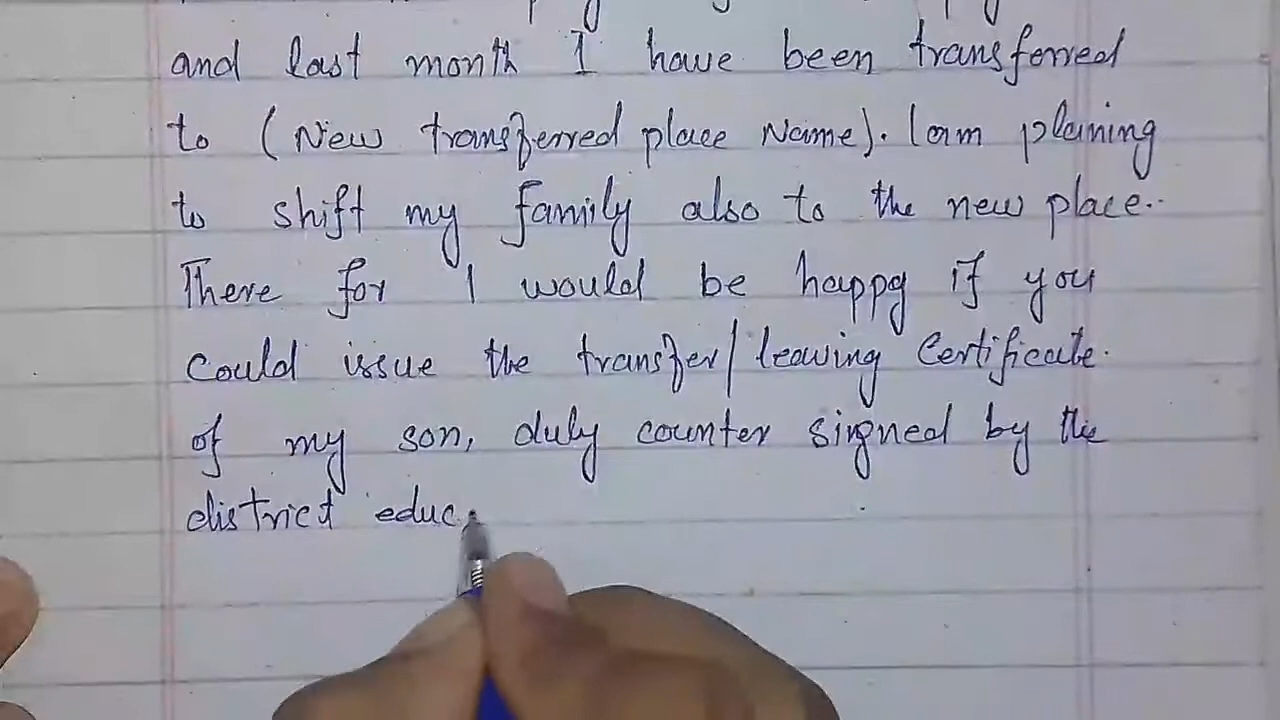 and last month I have been transferred
to (New transferred place Name). I am planing
to shift my family also to the new place..
There for I would be happy if you
could issue the transfer/leaving Certificate.
of my son, duly counter signed by the
district educ